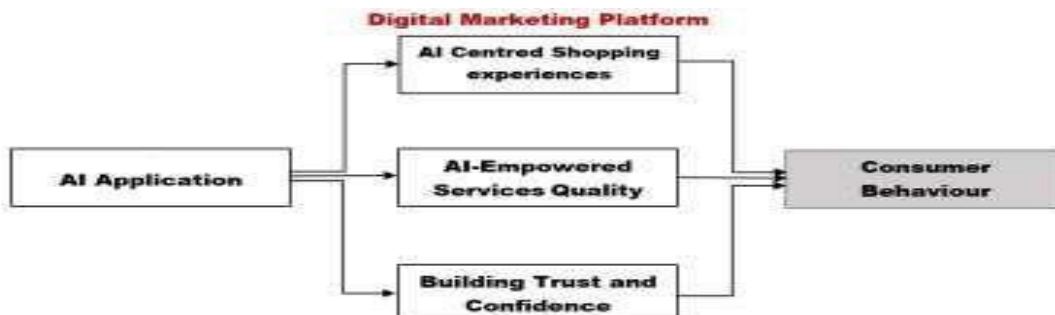 Digital Marketing Platform
AI Centred Shopping
experiences
AI Application
AI-Empowered
Services Quality
Consumer
Behaviour
Building Trust and
Confidence